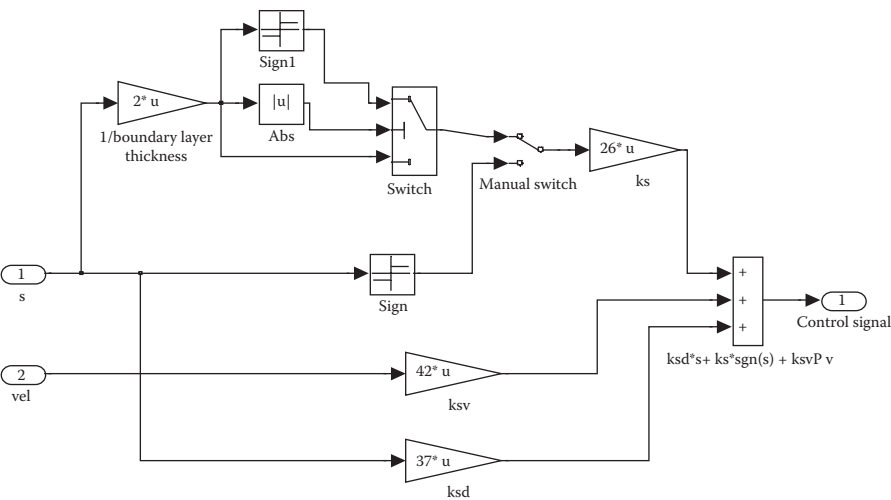 Sign1
2* u
|u|
1/boundary layer
thickness
Abs
Switch
Manual switch
26* u
ks
1
s
Sign
+
+
+
1
Control signal
ksd*s+ ks*sgn(s) + ksvP v
2
vel
42* u
ksv
37* u
ksd